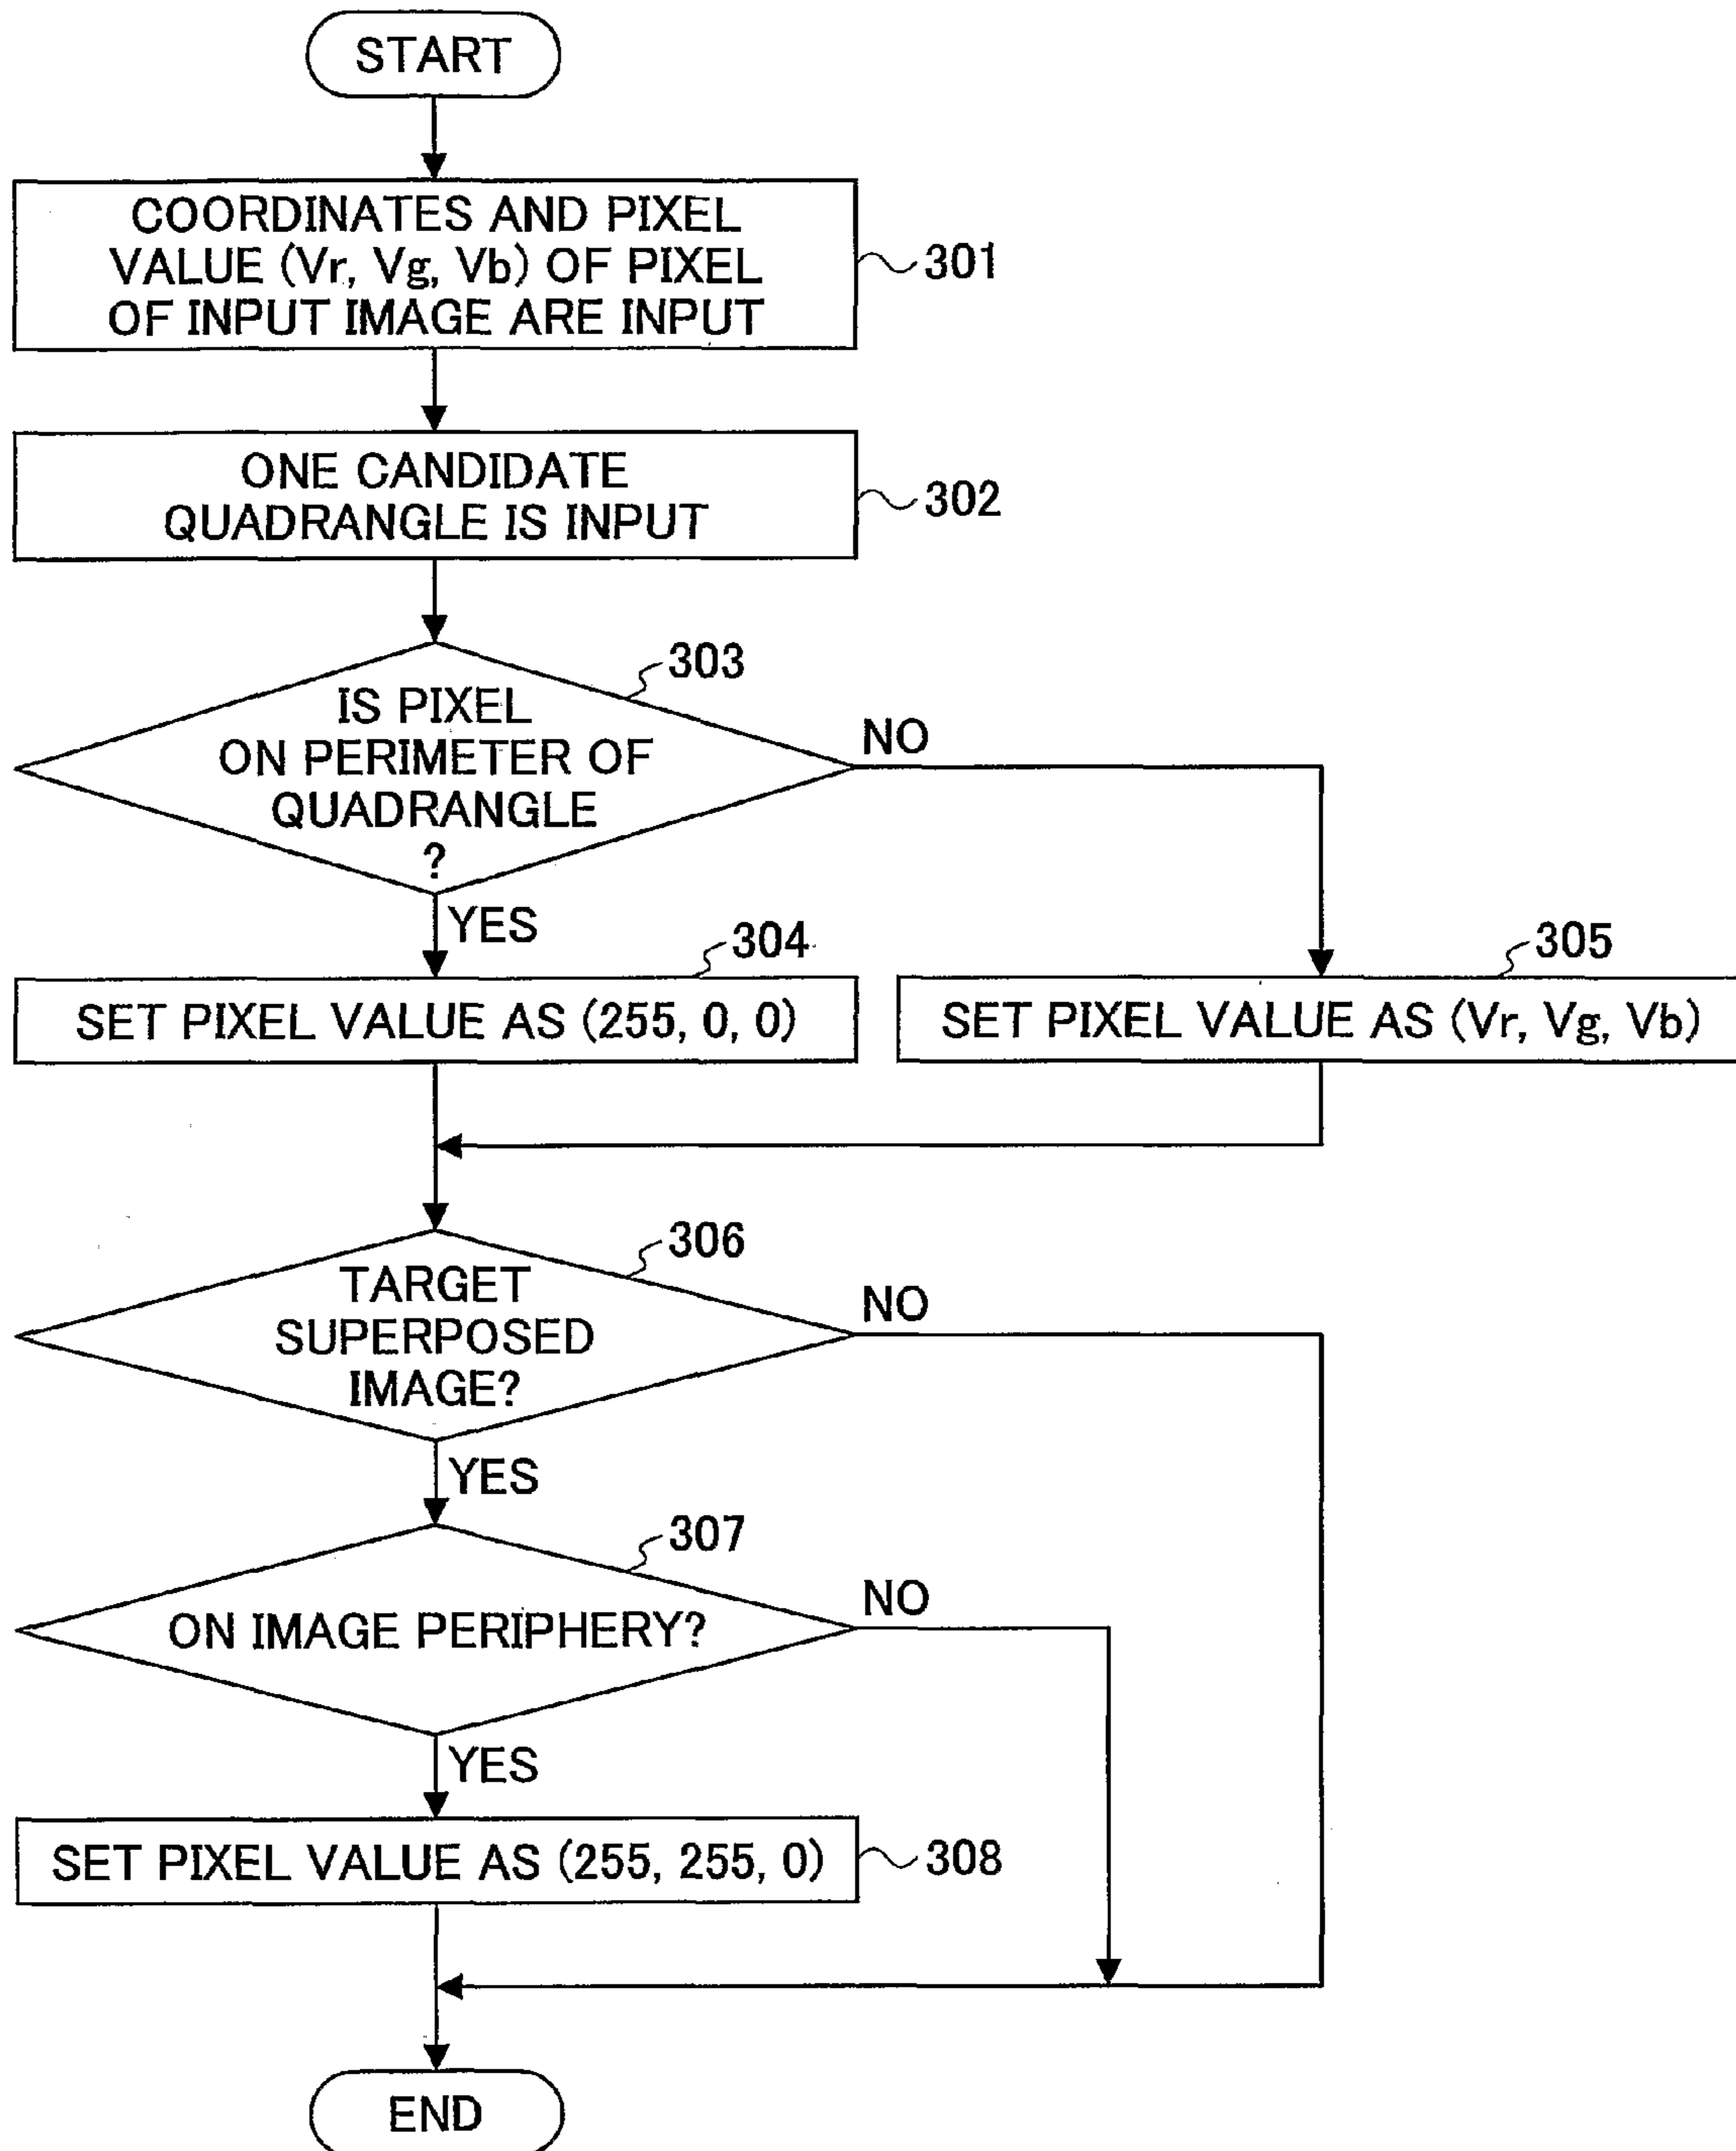 START
COORDINATES AND PIXEL
VALUE (Vr, Vg, Vb) OF PIXEL
OF INPUT IMAGE ARE INPUT
301
ONE CANDIDATE
QUADRANGLE IS INPUT
302
303
IS PIXEL
ON PERIMETER OF
QUADRANGLE
?
NO
YES
304
305
SET PIXEL VALUE AS (255, 0, 0)
SET PIXEL VALUE AS (Vr, Vg, Vb)
306
TARGET
SUPERPOSED
IMAGE?
NO
YES
307
ON IMAGE PERIPHERY?
NO
YES
SET PIXEL VALUE AS (255, 255, 0)
308
END